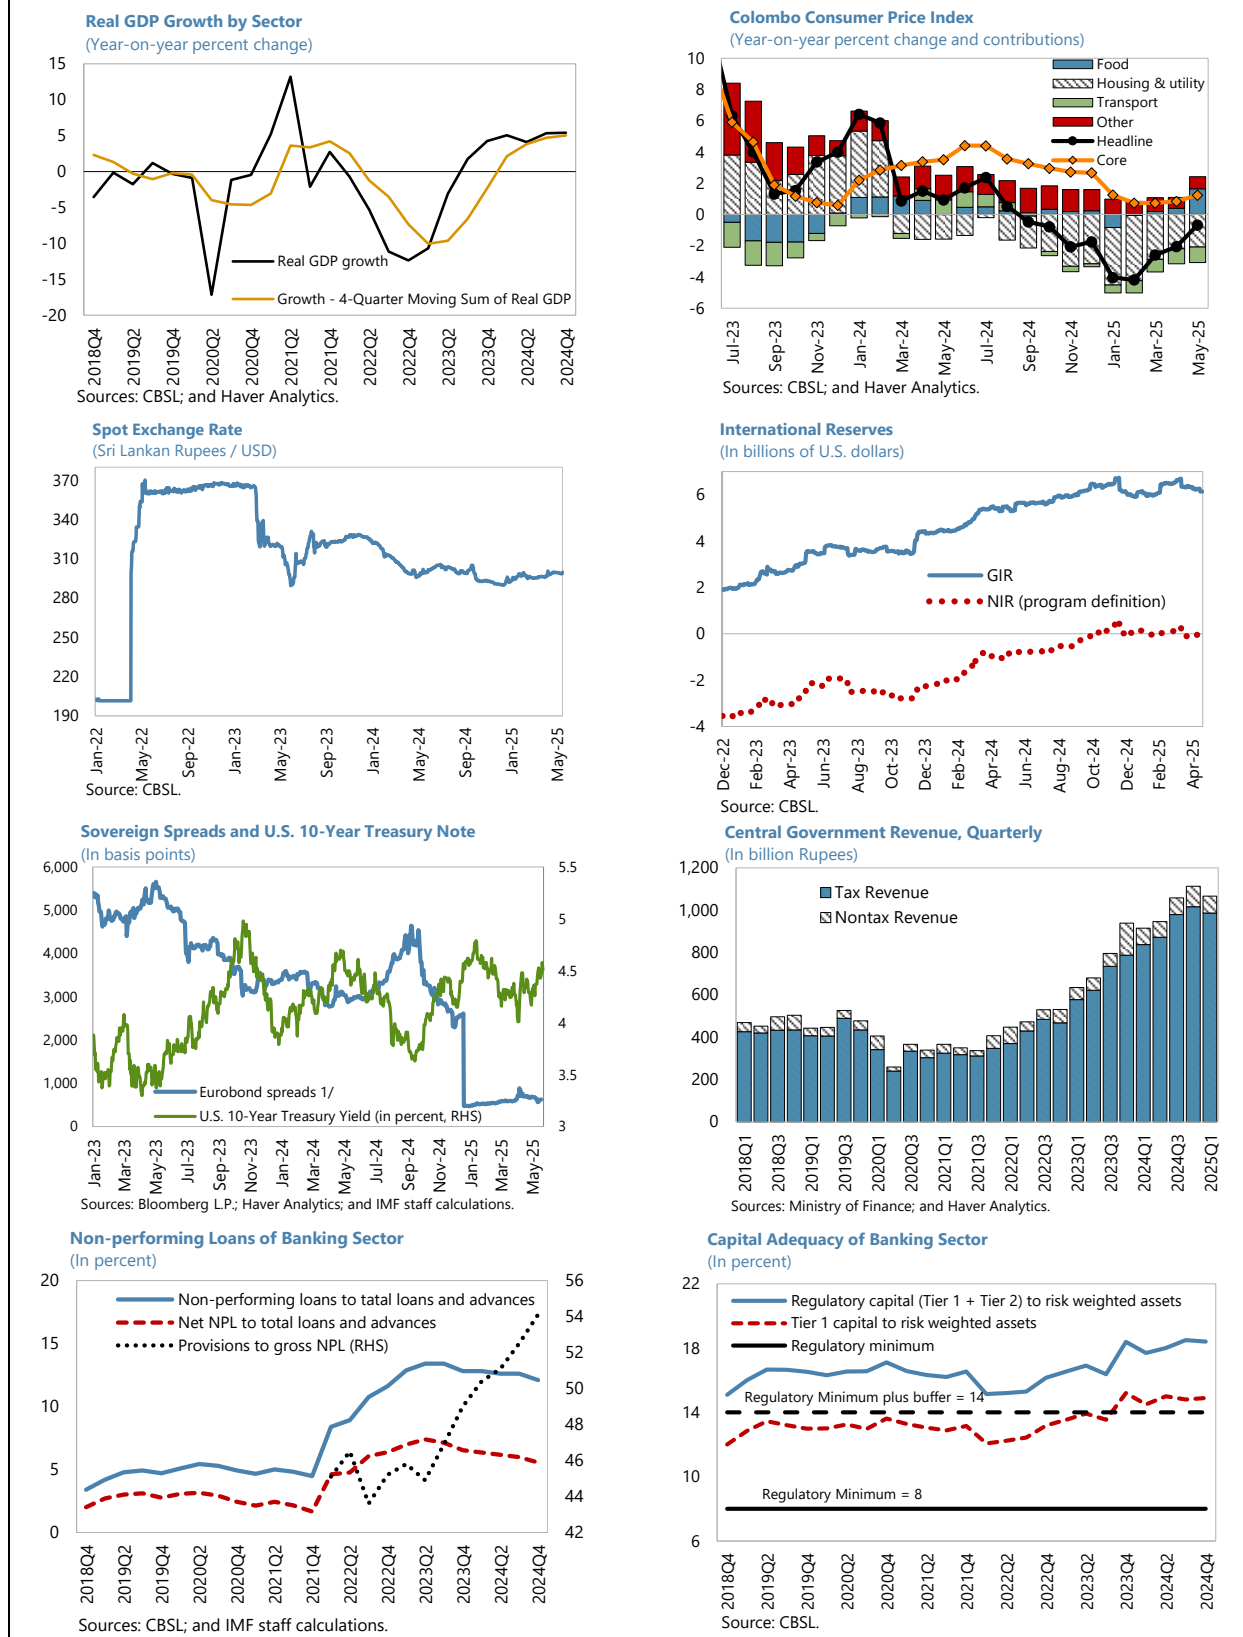 Real GDP Growth by Sector
(Year-on-year percent change)
15
10
5
0
-5
-10
-15
-20
Real GDP growth
Growth - 4-Quarter Moving Sum of Real GDP
2018Q4
2019Q2
2019Q4
2020Q2
2020Q4
2021Q2
2021Q4
2022Q2
2022Q4
2023Q2
2023Q4
2024Q2
2024Q4
Sources: CBSL; and Haver Analytics.
Colombo Consumer Price Index
(Year-on-year percent change and contributions)
10
8
6
4
2
0
-2
-4
-6
Food
Housing & utility
Transport
Other
Headline
Core
Jul-23
Sep-23
Nov-23
Jan-24
Mar-24
May-24
Jul-24
Sep-24
Nov-24
Jan-25
Mar-25
May-25
Sources: CBSL; and Haver Analytics.
Spot Exchange Rate
(Sri Lankan Rupees / USD)
370
340
310
280
250
220
190
Jan-22
May-22
Sep-22
Jan-23
May-23
Sep-23
Jan-24
May-24
Sep-24
Jan-25
May-25
Source: CBSL.
International Reserves
(In billions of U.S. dollars)
6
4
2
0
-2
-4
GIR
NIR (program definition)
Dec-22
Feb-23
Apr-23
Jun-23
Aug-23
Oct-23
Dec-23
Feb-24
Apr-24
Jun-24
Aug-24
Oct-24
Dec-24
Feb-25
Apr-25
Source: CBSL.
Sovereign Spreads and U.S. 10-Year Treasury Note
(In basis points)
6,000
5,000
4,000
3,000
2,000
1,000
0
5.5
5
4.5
4
3.5
3
Eurobond spreads 1/
U.S. 10-Year Treasury Yield (in percent, RHS)
Jan-23
Mar-23
May-23
Jul-23
Sep-23
Nov-23
Jan-24
Mar-24
May-24
Jul-24
Sep-24
Nov-24
Jan-25
Mar-25
May-25
Sources: Bloomberg L.P.; Haver Analytics; and IMF staff calculations.
Central Government Revenue, Quarterly
(In billion Rupees)
1,200
1,000
800
600
400
200
0
Tax Revenue
Nontax Revenue
2018Q1
2018Q3
2019Q1
2019Q3
2020Q1
2020Q3
2021Q1
2021Q3
2022Q1
2022Q3
2023Q1
2023Q3
2024Q1
2024Q3
2025Q1
Sources: Ministry of Finance; and Haver Analytics.
Non-performing Loans of Banking Sector
(In percent)
20
15
10
5
0
56
54
52
50
48
46
44
42
Non-performing loans to tatal loans and advances
Net NPL to total loans and advances
Provisions to gross NPL (RHS)
2018Q4
2019Q2
2019Q4
2020Q2
2020Q4
2021Q2
2021Q4
2022Q2
2022Q4
2023Q2
2023Q4
2024Q2
2024Q4
Sources: CBSL; and IMF staff calculations.
Capital Adequacy of Banking Sector
(In percent)
22
18
14
10
6
Regulatory capital (Tier 1 + Tier 2) to risk weighted assets
Tier 1 capital to risk weighted assets
Regulatory minimum
Regulatory Minimum plus buffer = 14
Regulatory Minimum = 8
2018Q4
2019Q2
2019Q4
2020Q2
2020Q4
2021Q2
2021Q4
2022Q2
2022Q4
2023Q2
2023Q4
2024Q2
2024Q4
Source: CBSL.